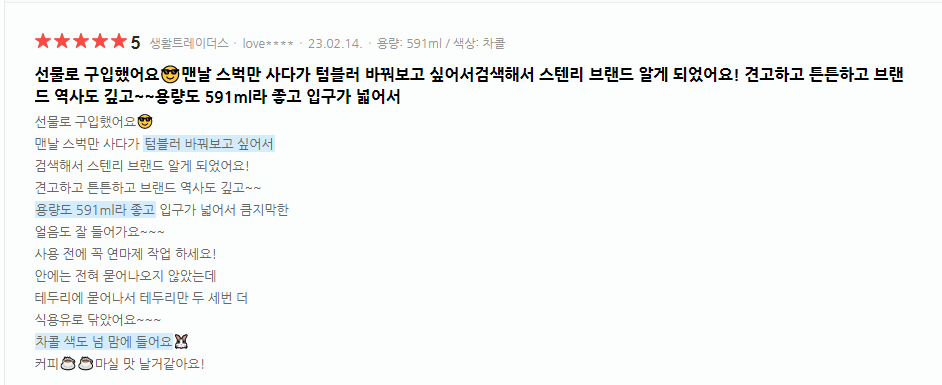 ★★★★★ 5 생활트레이더스 · love**** · 23.02.14. · 용량: 591ml / 색상: 차콜
선물로 구입했어요😎맨날 스벅만 사다가 텀블러 바꿔보고 싶어서검색해서 스텐리 브랜드 알게 되었어요! 견고하고 튼튼하고 브랜
드 역사도 깊고~~용량도 591ml라 좋고 입구가 넓어서
선물로 구입했어요😎
맨날 스벅만 사다가 텀블러 바꿔보고 싶어서
검색해서 스텐리 브랜드 알게 되었어요!
견고하고 튼튼하고 브랜드 역사도 깊고~~
용량도 591ml라 좋고 입구가 넓어서 큼지막한
얼음도 잘 들어가요~~~
사용 전에 꼭 연마제 작업 하세요!
안에는 전혀 묻어나오지 않았는데
테두리에 묻어나서 테두리만 두 세번 더
식용유로 닦았어요~~~
차콜 색도 넘 맘에 들어요🐰
커피☕☕마실 맛 날거같아요!